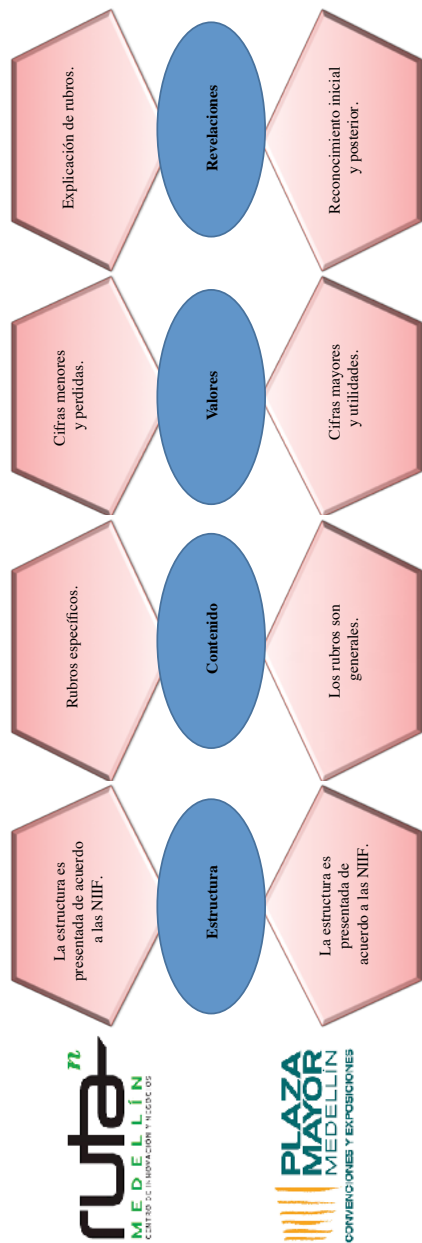 ruta n
MEDELLÍN
CENTRO DE INNOVACIÓN Y NEGOCIOS
La estructura es
presentada de acuerdo
a las NIIF.
Rubros específicos.
Cifras menores
y perdidas.
Explicación de rubros.
Estructura
Contenido
Valores
Revelaciones
PLAZA
MAYOR
MEDELLÍN
CONVENCIONES Y EXPOSICIONES
La estructura es
presentada de
acuerdo a las NIIF.
Los rubros son
generales.
Cifras mayores
y utilidades.
Reconocimiento inicial
y posterior.